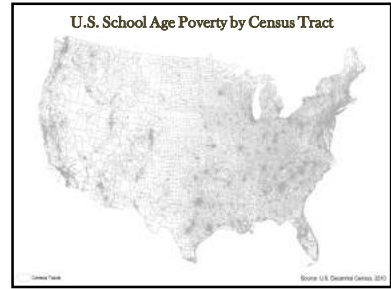 U.S. School Age Poverty by Census Tract
Census Tracts
Source: U.S. Decennial Census, 2010